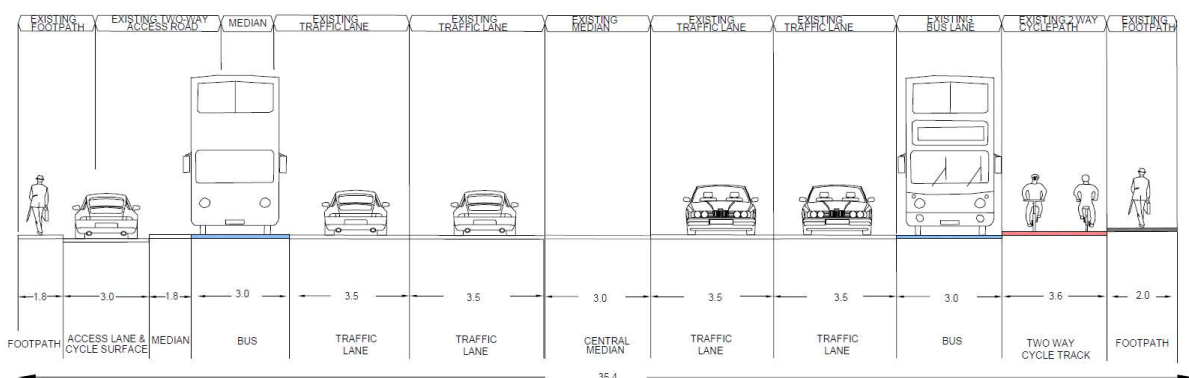 EXISTING
FOOTPATH
EXISTING TWO-WAY
ACCESS ROAD
MEDIAN
EXISTING
TRAFFIC LANE
EXISTING
TRAFFIC LANE
EXISTING
MEDIAN
EXISTING
TRAFFIC LANE
EXISTING
TRAFFIC LANE
EXISTING
BUS LANE
EXISTING 2 WAY
CYCLEPATH
EXISTING
FOOTPATH
1.8
3.0
1.8
3.0
3.5
3.5
3.0
3.5
3.5
3.0
3.6
2.0
FOOTPATH
ACCESS LANE &
CYCLE SURFACE
MEDIAN
BUS
TRAFFIC
LANE
TRAFFIC
LANE
CENTRAL
MEDIAN
TRAFFIC
LANE
TRAFFIC
LANE
BUS
TWO WAY
CYCLE TRACK
FOOTPATH
35.4